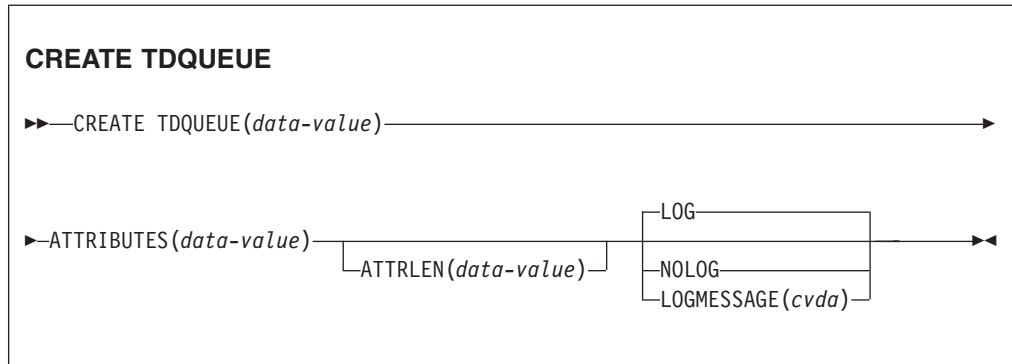 CREATE TDQUEUE
CREATE TDQUEUE(data-value)
LOG
ATTRIBUTES(data-value)
ATTRLEN(data-value)
NOLOG
LOGMESSAGE(cvda)